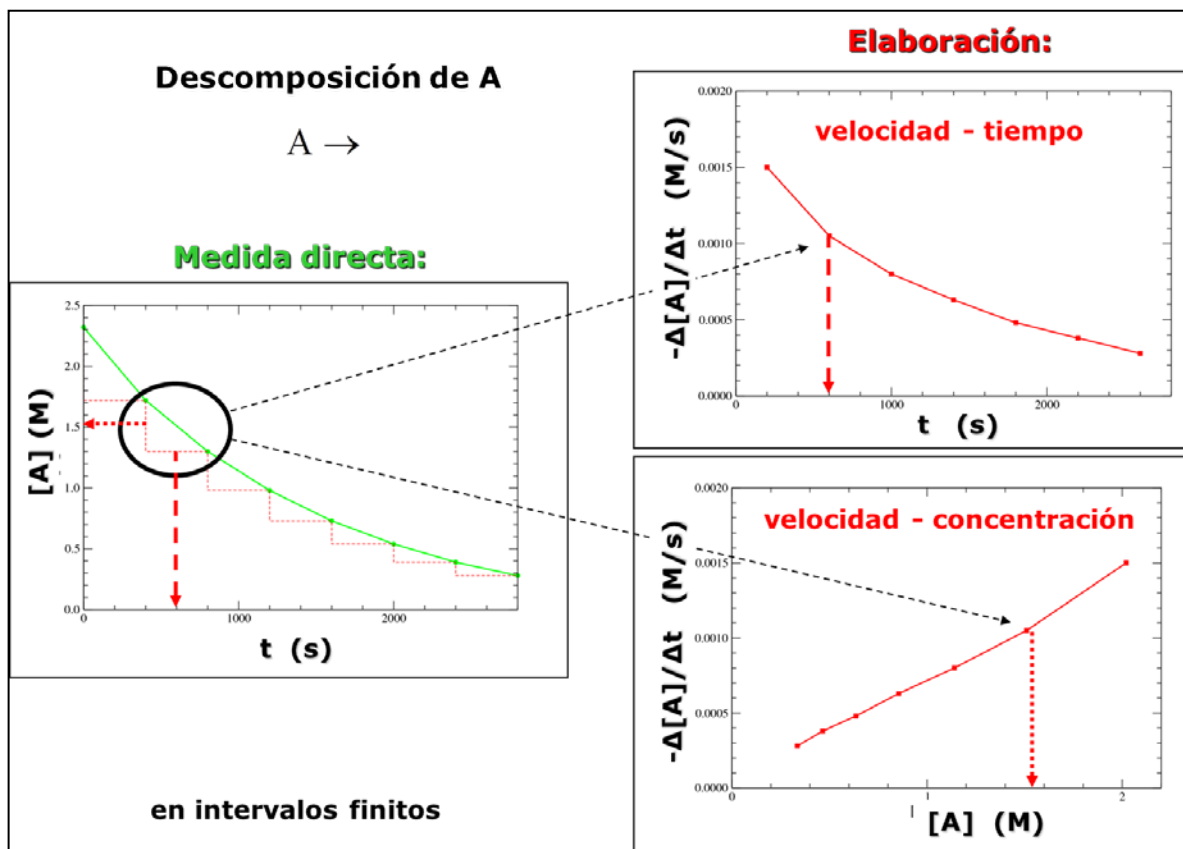 Descomposición de A
A →
Medida directa:
2.5
2.0
1.5
1.0
0.5
0.0
[A] (M)
0
1000
2000
t (s)
en intervalos finitos
Elaboración:
velocidad - tiempo
0.0020
0.0015
0.0010
0.0005
0.0000
-Δ[A]/Δt (M/s)
0
1000
2000
t (s)
velocidad - concentración
0.0020
0.0015
0.0010
0.0005
0.0000
-Δ[A]/Δt (M/s)
0
1
2
[A] (M)